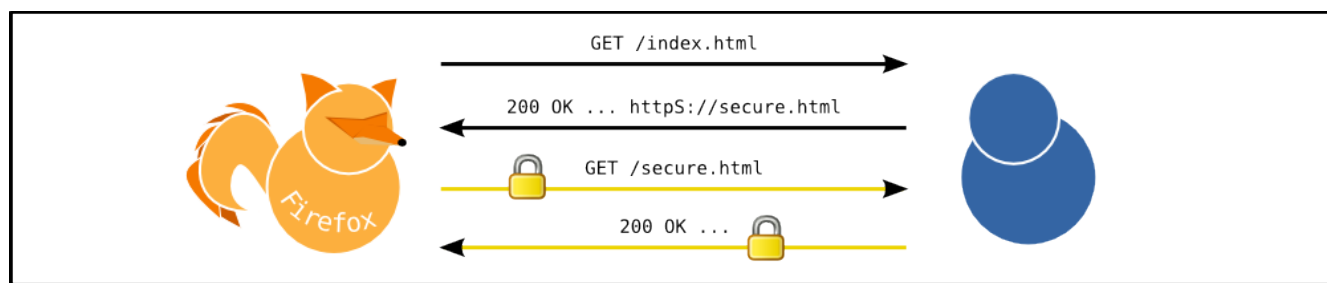 GET /index.html
200 OK ... httpS://secure.html
GET /secure.html
Firefox
200 OK ...